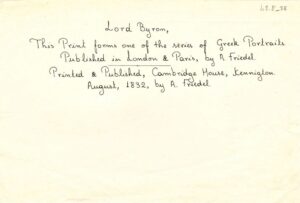 Lord Byron,
This Print forms one of the series of Greek Portraits
Published in London & Paris, by A. Friedel.
Printed & Published, Cambridge House, Kennington.
August, 1832, by A. Friedel.